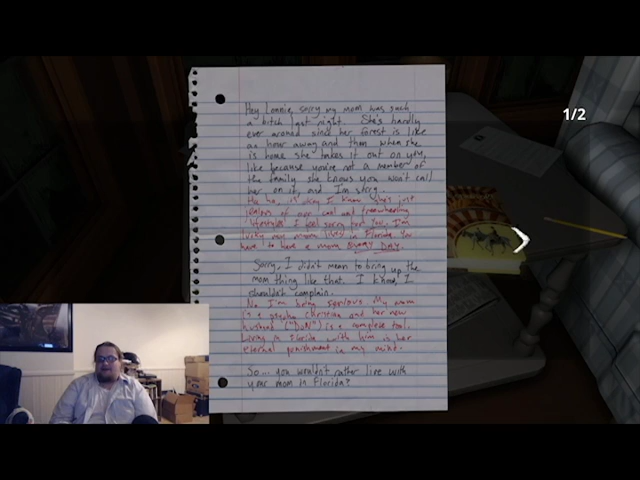 1/2
Hey Lonnie, sorry my mom was such
a bitch last night. She's hardly
ever around since her forest is like
an hour away and then when she
is home she takes it out on you,
like because you're not a member of
the family she knows you won't call
her on it, and I'm sorry.
Ha ha, is okay I know she's just
jealous of our cool and freewheeling
lifestyles I feel sorry for you. I'm
lucky my mom lives in Florida You
have to have a mom EVERY DAY.
Sorry, I didn't mean to bring up the
mom thing like that. I know, I
shouldn't complain.
No I'm being serious. My mom
is a psycho christian and her new
husband ("DAN") is a complete tool.
Living in Florida with him is her
eternal punishment in my mind.
So... you wouldn't rather live with
your mom in Florida?